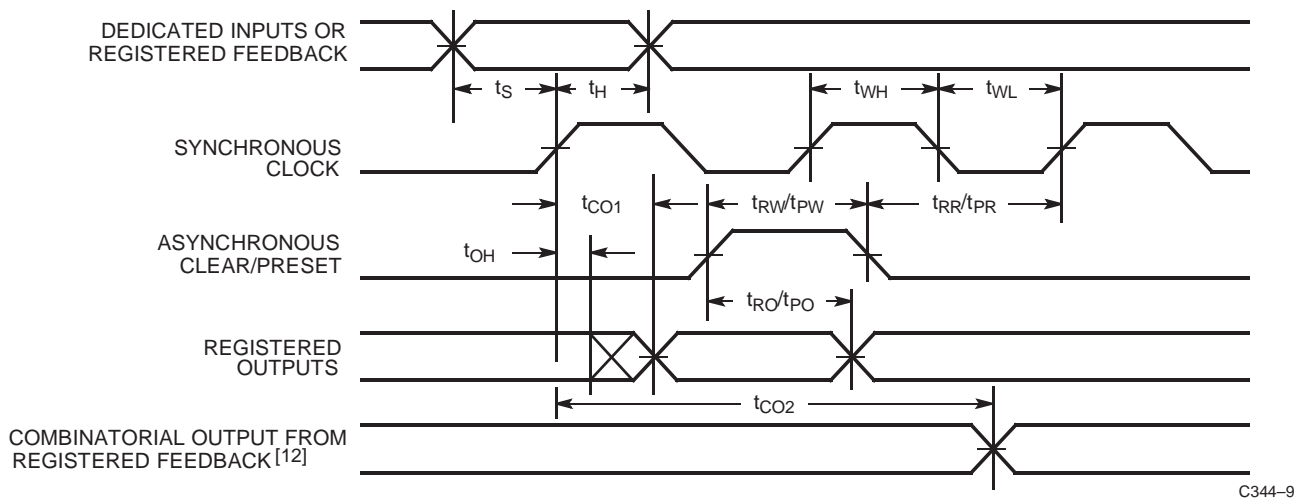 DEDICATED INPUTS OR
REGISTERED FEEDBACK
tS
tH
tWH
tWL
SYNCHRONOUS
CLOCK
tCO1
tRW/tPW
tRR/tPR
ASYNCHRONOUS
CLEAR/PRESET
tOH
tRO/tPO
REGISTERED
OUTPUTS
tCO2
COMBINATORIAL OUTPUT FROM
REGISTERED FEEDBACK[12]
C344–9